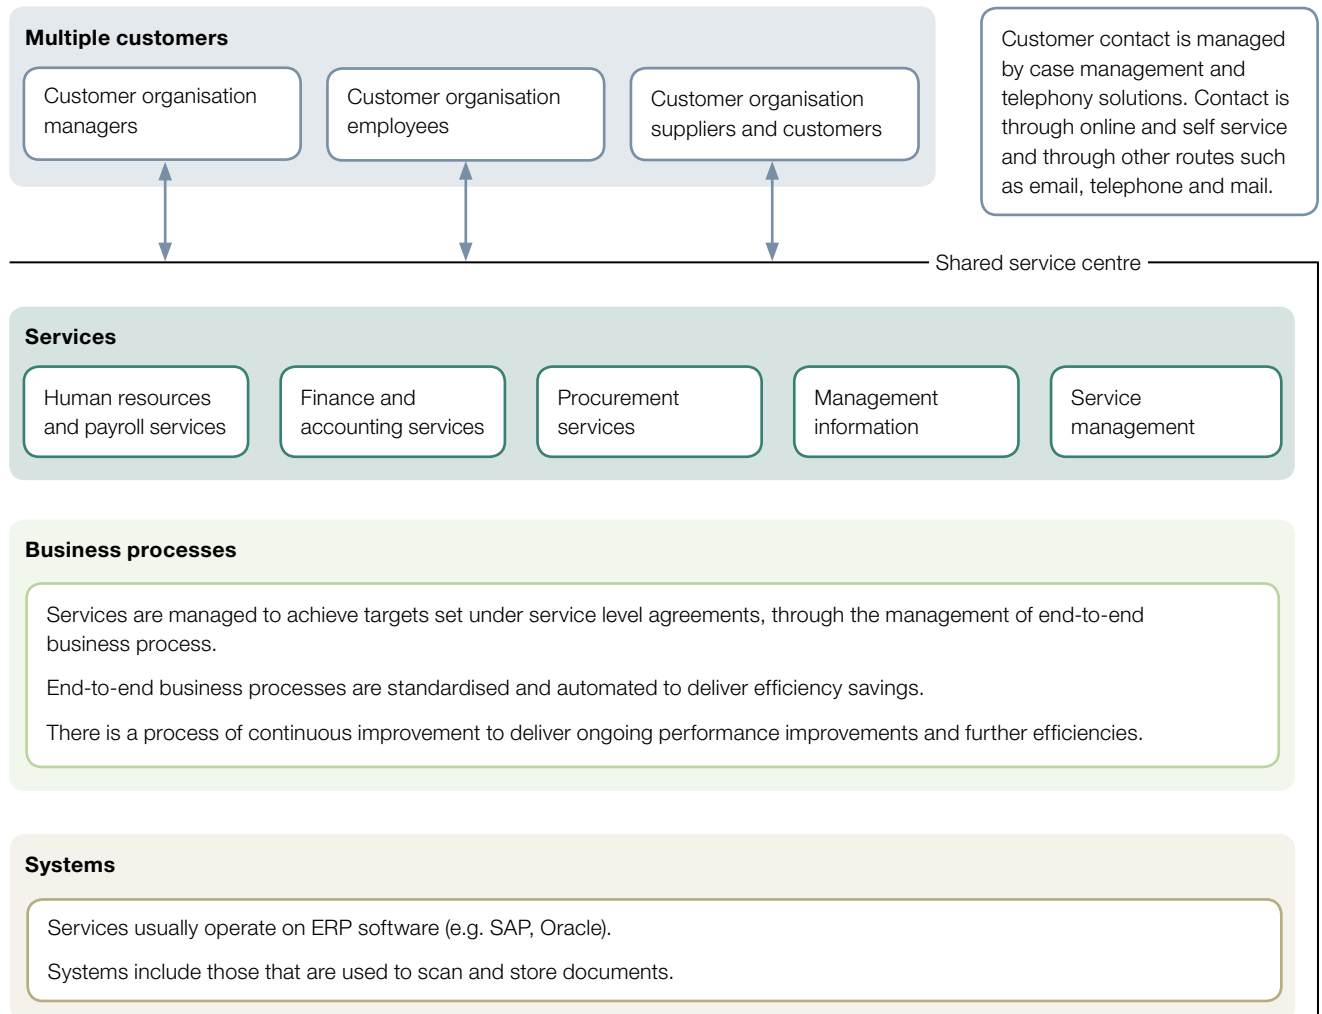 Multiple customers
Customer organisation
managers
Customer organisation
employees
Customer organisation
suppliers and customers
Customer contact is managed
by case management and
telephony solutions. Contact is
through online and self service
and through other routes such
as email, telephone and mail.
Shared service centre
Services
Human resources
and payroll services
Finance and
accounting services
Procurement
services
Management
information
Service
management
Business processes
Services are managed to achieve targets set under service level agreements, through the management of end-to-end
business process.
End-to-end business processes are standardised and automated to deliver efficiency savings.
There is a process of continuous improvement to deliver ongoing performance improvements and further efficiencies.
Systems
Services usually operate on ERP software (e.g. SAP, Oracle).
Systems include those that are used to scan and store documents.